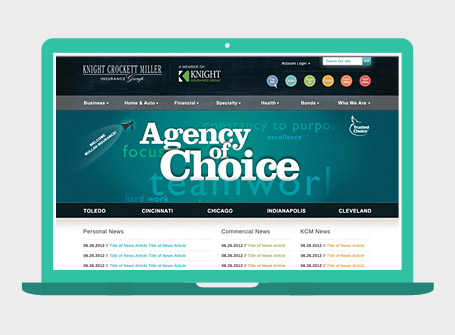 KNIGHT CROCKETT MILLER
INSURANCE Group
A MEMBER OF:
KNIGHT
INSURANCE GROUP
Account Login
Search Our Site
Business
Home & Auto
Financial
Specialty
Health
Bonds
Who We Are
constancy to purpos
excellence
focus
teamwork
hard work
WELCOME
Agency
of
Choice
Trusted
Choice
TOLEDO
CINCINNATI
CHICAGO
INDIANAPOLIS
CLEVELAND
Personal News
Commercial News
KCM News
06.26.2012 // Title of News Article Title of News Article
06.26.2012 // Title of News Article
06.26.2012 // Title of News Article
06.26.2012 // Title of News Article Title of News Article
06.26.2012 // Title of News Article
06.26.2012 // Title of News Article
06.26.2012 // Title of News Article Title of News Article
06.26.2012 // Title of News Article
06.26.2012 // Title of News Article